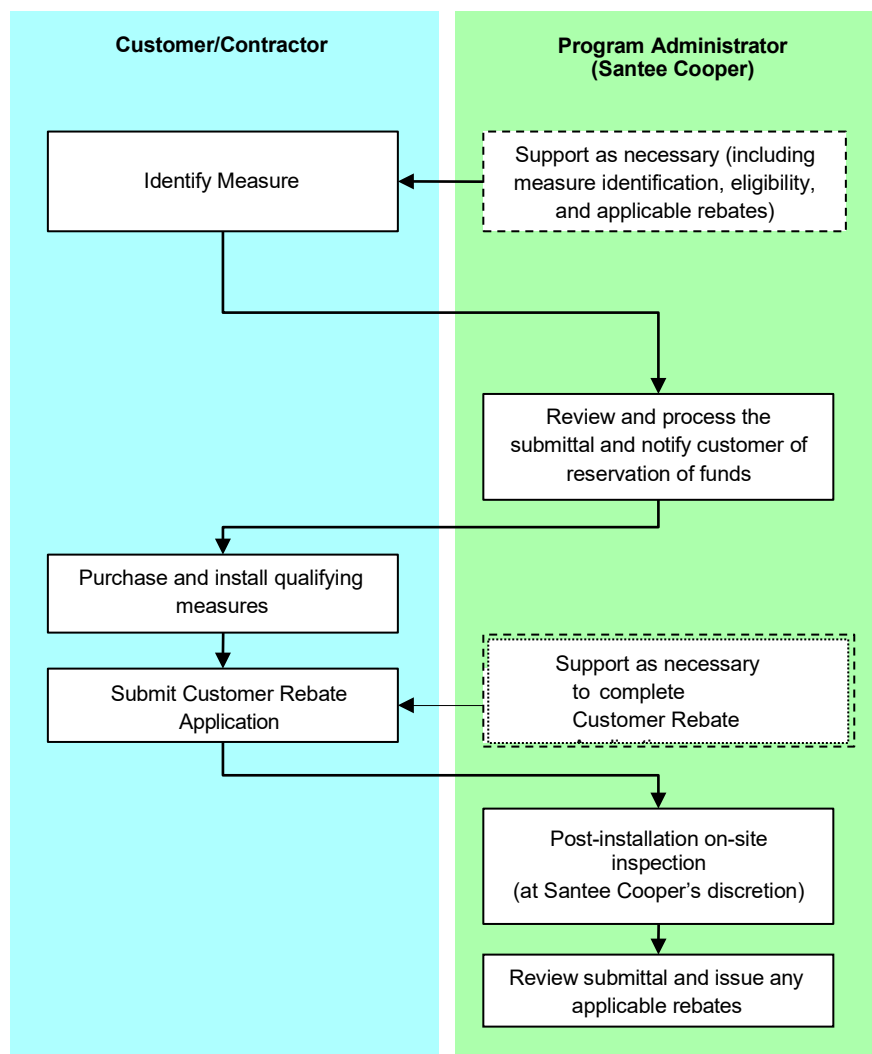 Customer/Contractor
Program Administrator
(Santee Cooper)
Identify Measure
Support as necessary (including
measure identification, eligibility,
and applicable rebates)
Review and process the
submittal and notify customer of
reservation of funds
Purchase and install qualifying
measures
Submit Customer Rebate
Application
Support as necessary
to complete
Customer Rebate
Post-installation on-site
inspection
(at Santee Cooper’s discretion)
Review submittal and issue any
applicable rebates